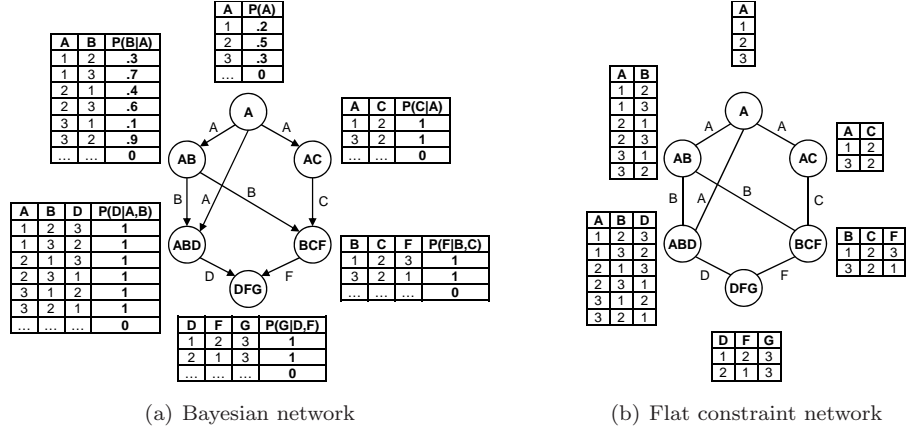 A P(A)
1 .2
2 .5
3 .3
... 0
A B P(B|A)
1 2 .3
1 3 .7
2 1 .4
2 3 .6
3 1 .1
3 2 .9
... ... 0
A C P(C|A)
1 2 1
3 2 1
... ... 0
A
A A
AB AC
B A B C
ABD BCF
D F
DFG
A B D P(D|A,B)
1 2 3 1
1 3 2 1
2 1 3 1
2 3 1 1
3 1 2 1
3 2 1 1
... ... ... 0
B C F P(F|B,C)
1 2 3 1
3 2 1 1
... ... ... 0
D F G P(G|D,F)
1 2 3 1
2 1 3 1
... ... ... 0
(a) Bayesian network
A
1
2
3
A B
1 2
1 3
2 1
2 3
3 1
3 2
A C
1 2
3 2
A
A A
AB AC
B A B C
ABD BCF
D F
DFG
A B D
1 2 3
1 3 2
2 1 3
2 3 1
3 1 2
3 2 1
B C F
1 2 3
3 2 1
D F G
1 2 3
2 1 3
(b) Flat constraint network